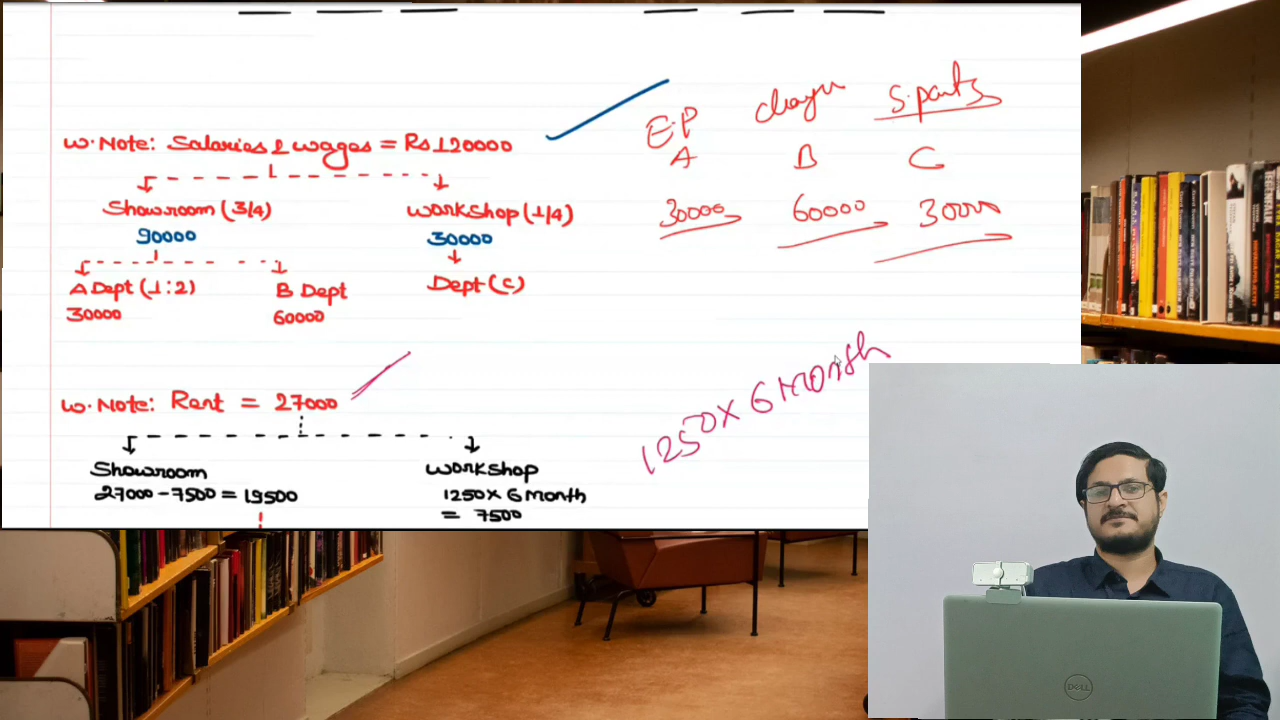 W.Note: Salaries & wages = Rs 120000
Showroom (3/4)
90000
Workshop (1/4)
30000
A Dept (1:2)
30000
B Dept
60000
Dept (C)
E.P
S.parts
A
B
C
30000
60000
30000
W.Note: Rent = 27000
1250 x 6 Month
Showroom
27000 - 7500 = 19500
Workshop
1250 x 6 Month
= 7500
DELL